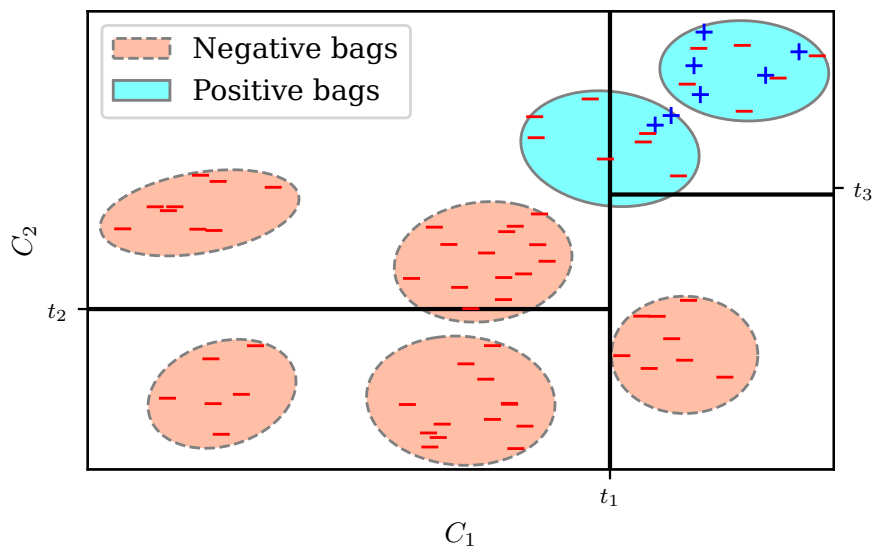 Negative bags
Positive bags
t₃
C₂
t₂
t₁
C₁